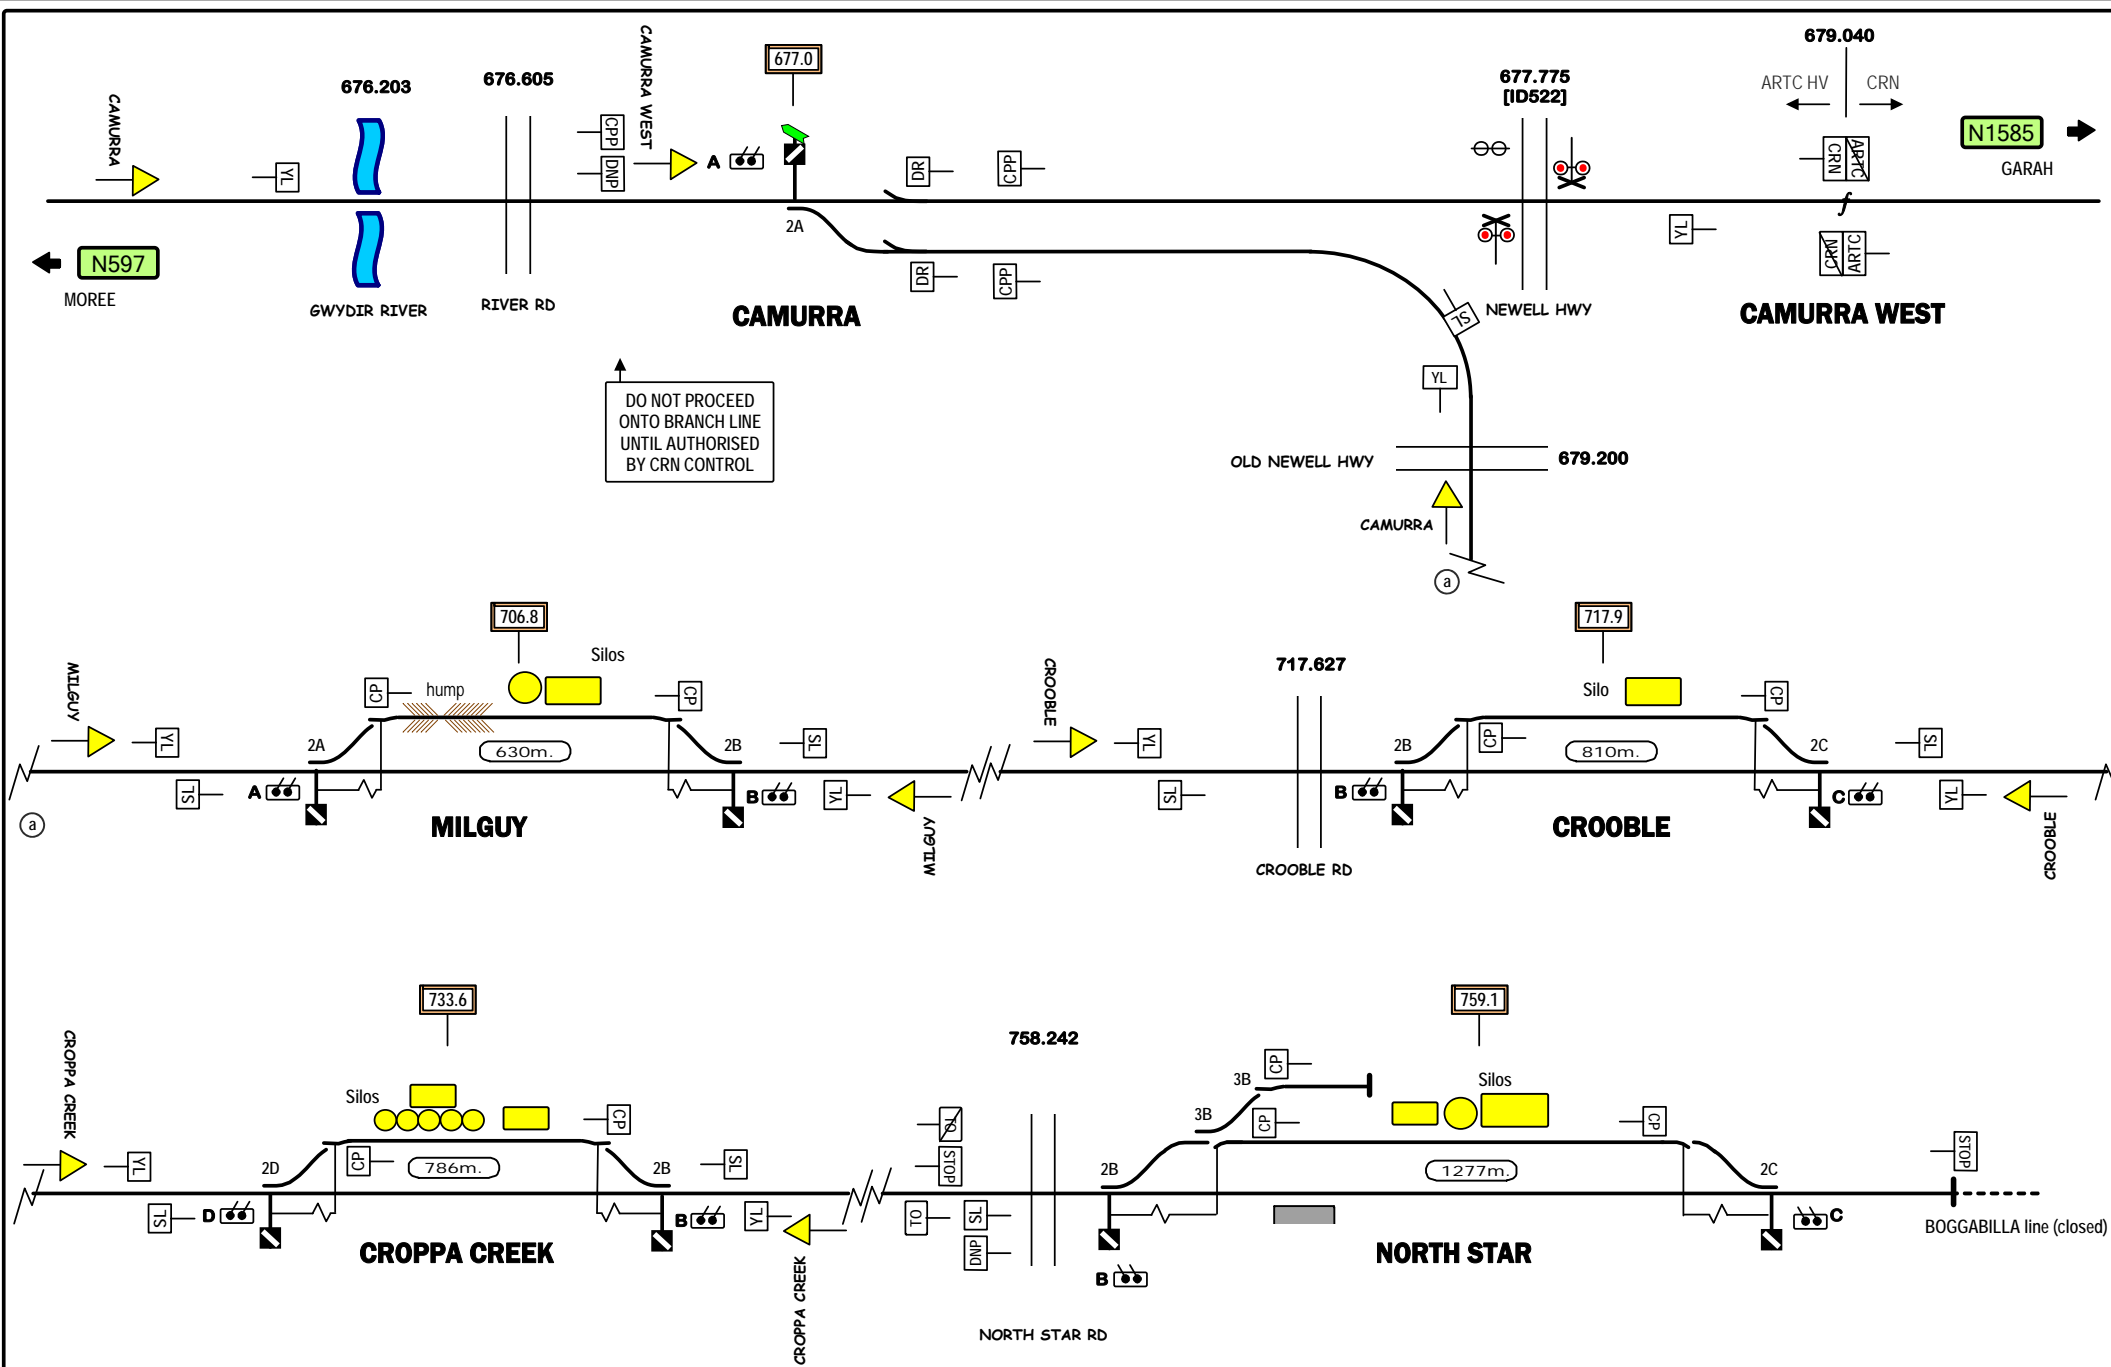 679.040
677.0
CAMURRA WEST
676.203
676.605
677.775
[ID522]
ARTC HV
CRN
CAMURRA
YL
CPP
DNP
A
DR
CPP
CRN
ARTC
N1585
GARAH
N597
MOREE
2A
DR
CPP
YL
CRN
ARTC
GWYDIR RIVER
RIVER RD
CAMURRA
SL
NEWELL HWY
CAMURRA WEST
DO NOT PROCEED
ONTO BRANCH LINE
UNTIL AUTHORISED
BY CRN CONTROL
YL
OLD NEWELL HWY
679.200
CAMURRA
a
706.8
717.9
Silos
717.627
MILGUY
CP
hump
CP
CROOBLE
Silo
CP
YL
2A
630m.
2B
SL
YL
2B
CP
810m.
2C
SL
SL
A
B
YL
SL
B
C
YL
a
MILGUY
MILGUY
CROOBLE
CROOBLE RD
CROOBLE
733.6
759.1
758.242
CROPPA CREEK
Silos
CP
3B
CP
Silos
3B
CP
CP
TO
STOP
STOP
YL
2D
CP
786m.
2B
SL
2B
1277m.
2C
SL
D
B
YL
TO
SL
DNP
C
CROPPA CREEK
CROPPA CREEK
B
NORTH STAR
BOGGABILLA line (closed)
NORTH STAR RD